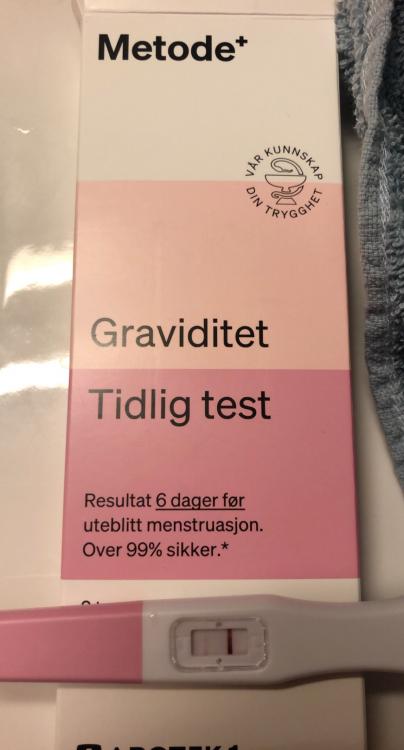 Metode+
VÅR KUNNSKAP
DIN TRYGGHET
Graviditet
Tidlig test
Resultat 6 dager før
uteblitt menstruasjon.
Over 99% sikker.*
APOTEK 1